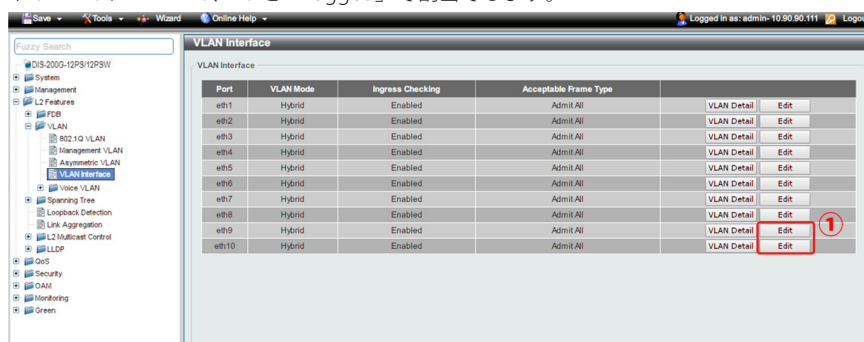 Save Tools Wizard Online Help Logged in as: admin- 10.90.90.111 Logou
Fuzzy Search
DIS-200G-12PS/12PSW
System
Management
L2 Features
FDB
VLAN
802.1Q VLAN
Management VLAN
Asymmetric VLAN
VLAN Interface
Voice VLAN
Spanning Tree
Loopback Detection
Link Aggregation
L2 Multicast Control
LLDP
QoS
Security
OAM
Monitoring
Green
VLAN Interface
VLAN Interface
Port VLAN Mode Ingress Checking Acceptable Frame Type
eth1 Hybrid Enabled Admit All VLAN Detail Edit
eth2 Hybrid Enabled Admit All VLAN Detail Edit
eth3 Hybrid Enabled Admit All VLAN Detail Edit
eth4 Hybrid Enabled Admit All VLAN Detail Edit
eth5 Hybrid Enabled Admit All VLAN Detail Edit
eth6 Hybrid Enabled Admit All VLAN Detail Edit
eth7 Hybrid Enabled Admit All VLAN Detail Edit
eth8 Hybrid Enabled Admit All VLAN Detail Edit
eth9 Hybrid Enabled Admit All VLAN Detail Edit
①
eth10 Hybrid Enabled Admit All VLAN Detail Edit